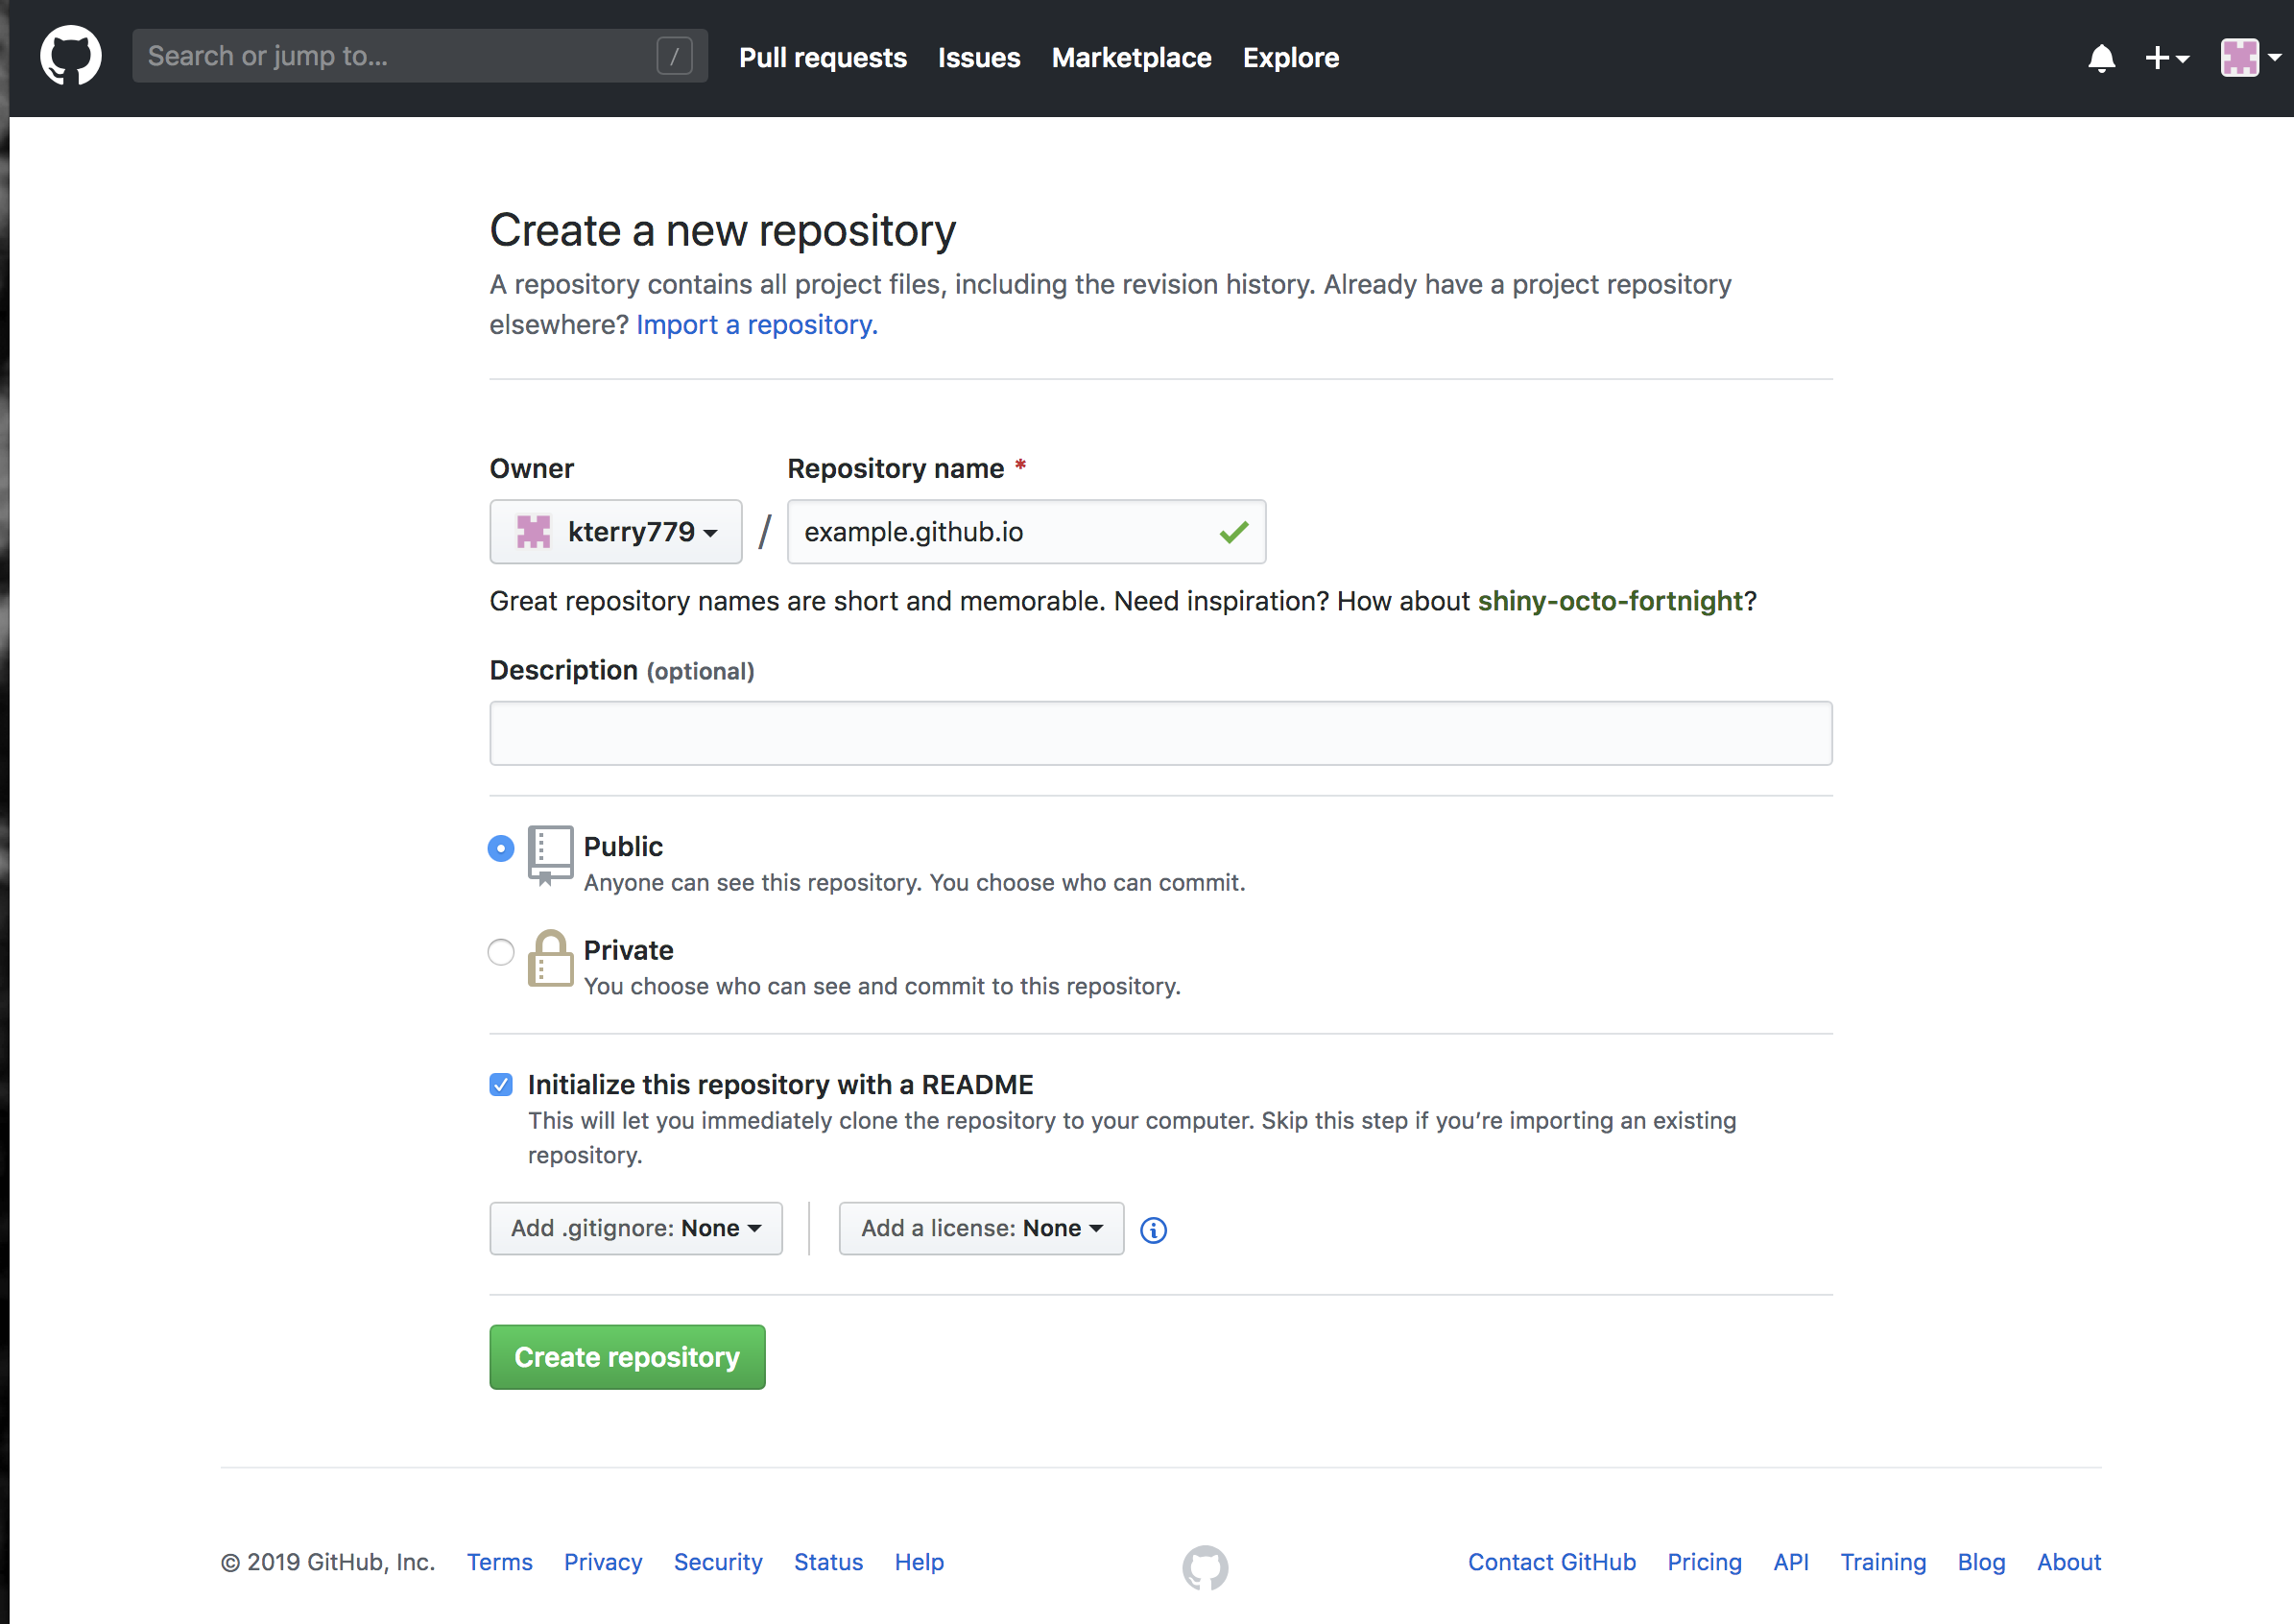 Search or jump to... /
Pull requests Issues Marketplace Explore
Create a new repository
A repository contains all project files, including the revision history. Already have a project repository
elsewhere? Import a repository.
Owner Repository name *
kterry779 / example.github.io
Great repository names are short and memorable. Need inspiration? How about shiny-octo-fortnight?
Description (optional)
Public
Anyone can see this repository. You choose who can commit.
Private
You choose who can see and commit to this repository.
Initialize this repository with a README
This will let you immediately clone the repository to your computer. Skip this step if you’re importing an existing
repository.
Add .gitignore: None Add a license: None
Create repository
© 2019 GitHub, Inc. Terms Privacy Security Status Help Contact GitHub Pricing API Training Blog About